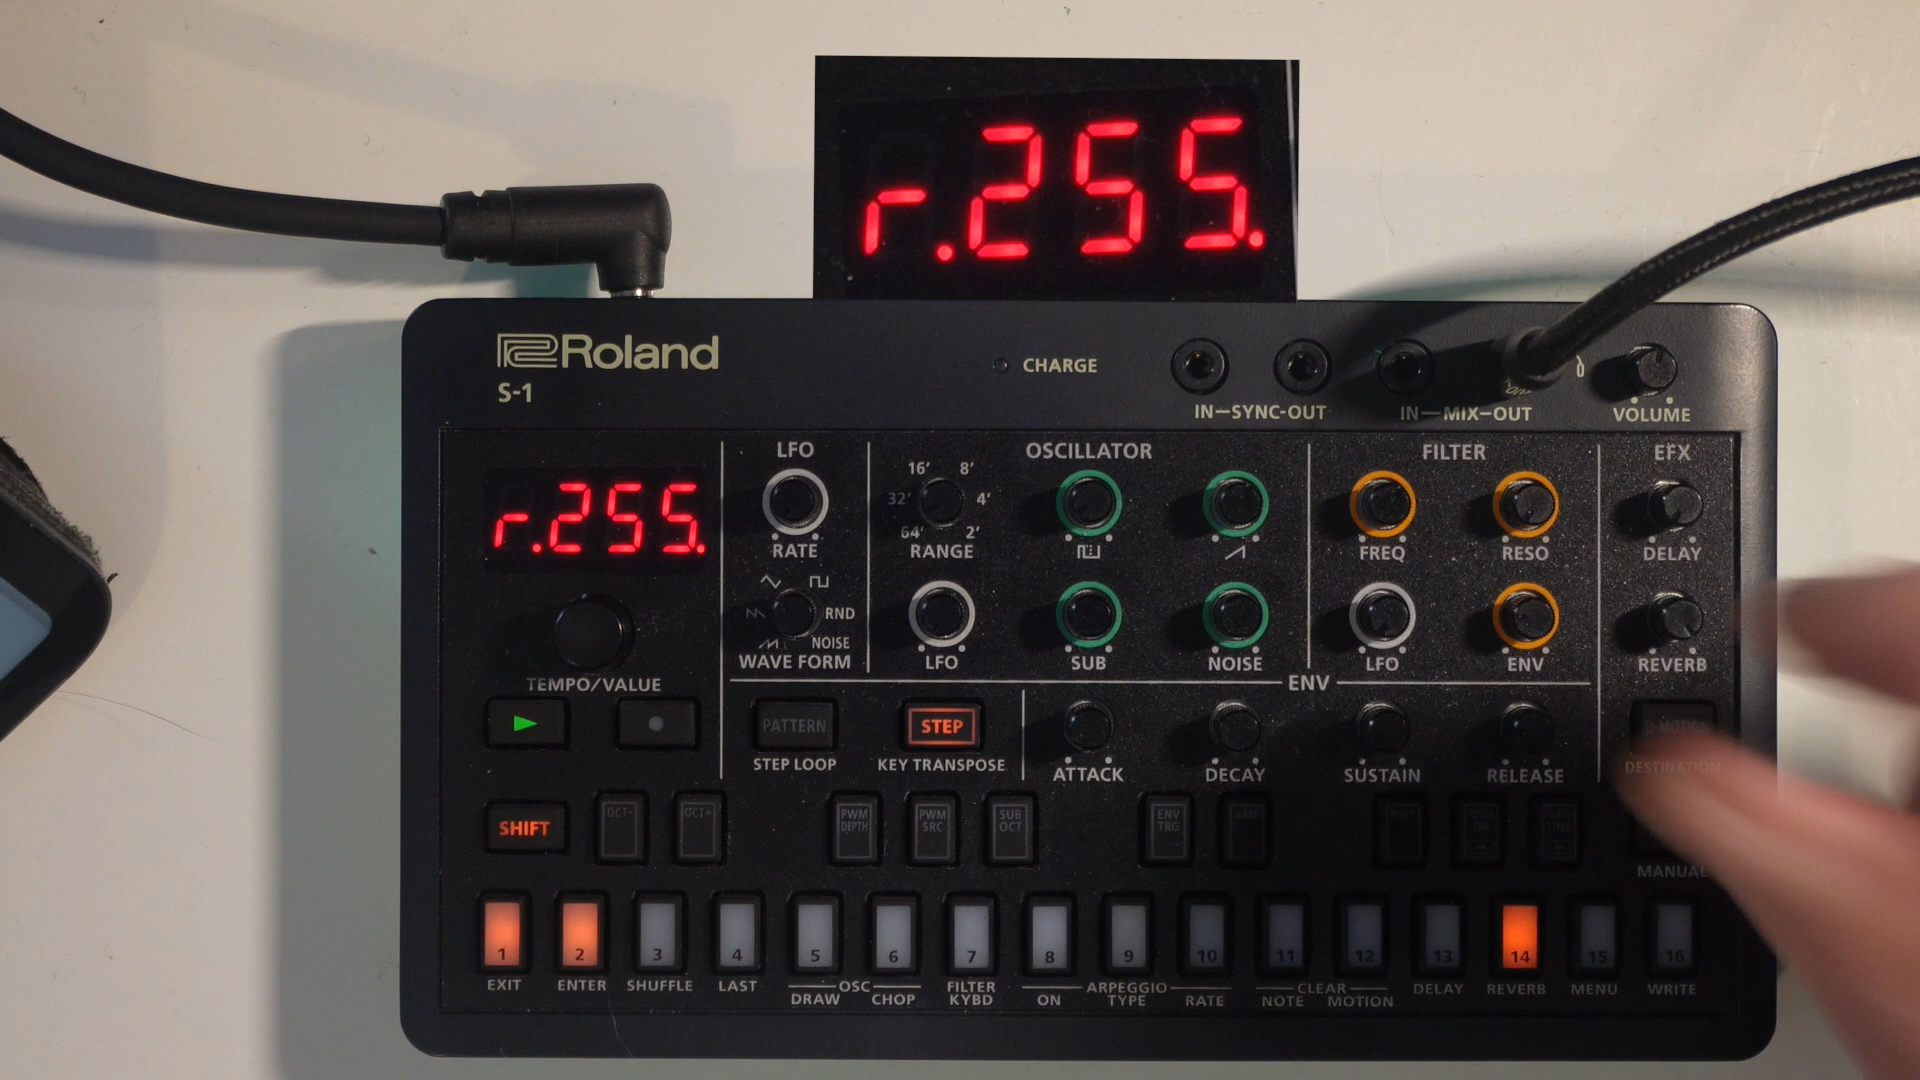 r.255.
Roland
S-1
CHARGE
IN—SYNC-OUT
IN—MIX—OUT
VOLUME
LFO
OSCILLATOR
FILTER
EFX
r.255.
16' 8'
32' 4'
64' 2'
RATE
RANGE
FREQ
RESO
DELAY
RND
NOISE
WAVE FORM
LFO
SUB
NOISE
LFO
ENV
REVERB
TEMPO/VALUE
ENV
PATTERN
STEP
D-MOTION
STEP LOOP
KEY TRANSPOSE
ATTACK
DECAY
SUSTAIN
RELEASE
DESTINATION
SHIFT
OCT-
OCT+
PWM DEPTH
PWM SRC
SUB OCT
ENV TRG
MANUAL
1 2 3 4 5 6 7 8 9 10 11 12 13 14 15 16
EXIT
ENTER
SHUFFLE
LAST
OSC
DRAW
CHOP
FILTER KYBD
ARPEGGIO
ON
TYPE
RATE
CLEAR
NOTE
MOTION
DELAY
REVERB
MENU
WRITE